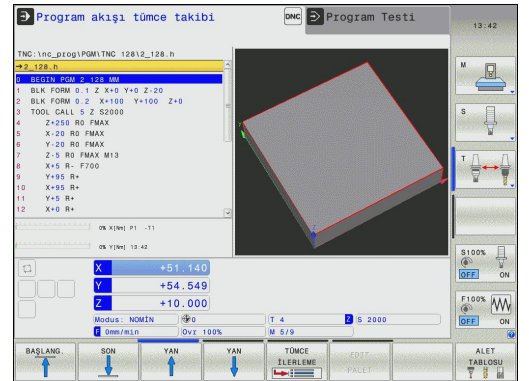 Program akışı tümce takibi
DNC
Program Testi
13:42
TNC:\nc_prog\PGM\TNC 128\2_128.h
→2_128.h
0 BEGIN PGM 2_128 MM
1 BLK FORM 0.1 Z X+0 Y+0 Z-20
2 BLK FORM 0.2 X+100 Y+100 Z+0
3 TOOL CALL 5 Z S2000
4 Z+250 R0 FMAX
5 X-20 R0 FMAX
6 Y-20 R0 FMAX
7 Z-5 R0 FMAX M13
8 X+5 R- F700
9 Y+95 R+
10 X+95 R+
11 Y+5 R+
12 X+0 R+
0% X[Nm] P1 -T1
0% Y[Nm] 13:42
X +51.140
Y +54.549
Z +10.000
Modus: NOMİN 0 T 4 Z S 2000
F 0mm/min Ovr 100% M 5/9
M
S
T
S100%
OFF ON
F100%
OFF ON
BAŞLANG.
SON
YAN
YAN
TÜMCE
İLERLEME
EDIT
PALET
ALET
TABLOSU